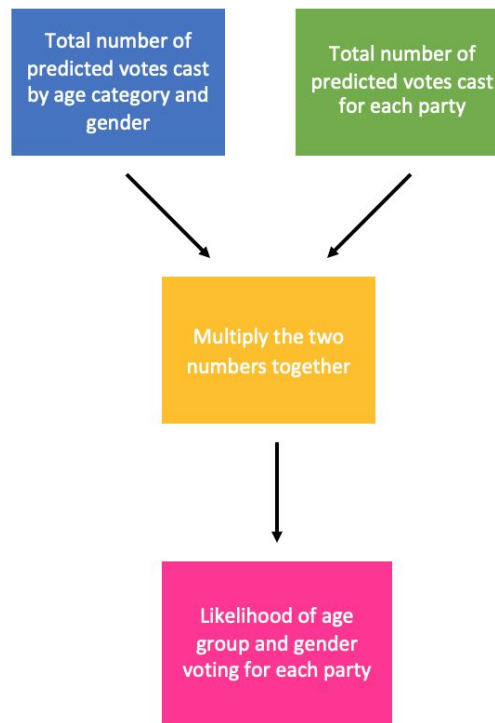 Total number of
predicted votes cast
by age category and
gender
Total number of
predicted votes cast
for each party
Multiply the two
numbers together
Likelihood of age
group and gender
voting for each party